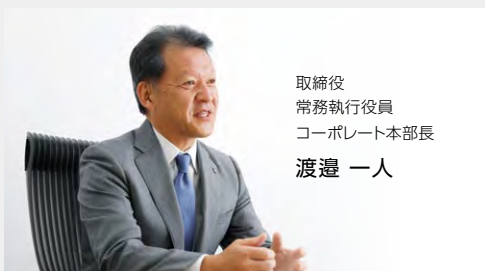 取締役
常務執行役員
コーポレート本部長
渡邉 一人